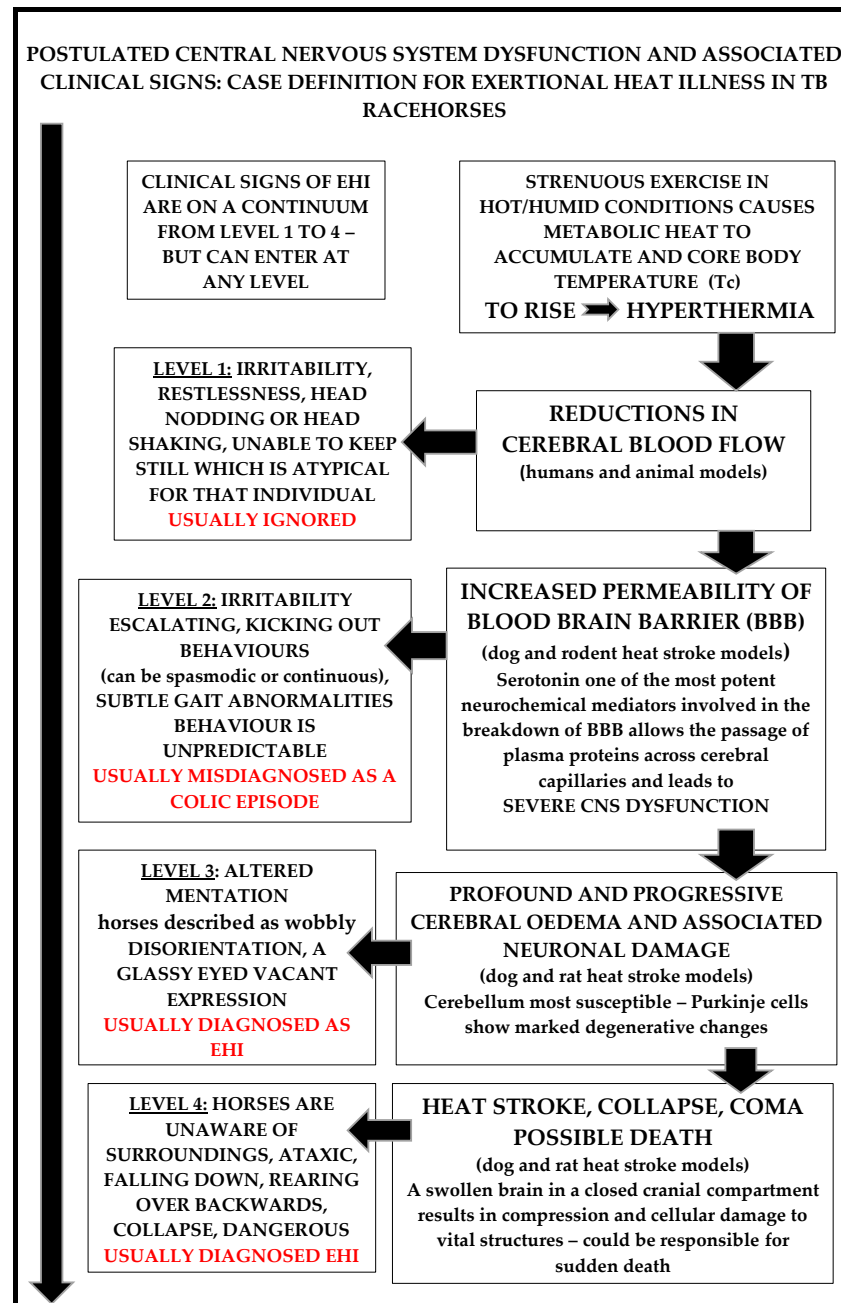 POSTULATED CENTRAL NERVOUS SYSTEM DYSFUNCTION AND ASSOCIATED
CLINICAL SIGNS: CASE DEFINITION FOR EXERTIONAL HEAT ILLNESS IN TB
RACEHORSES
CLINICAL SIGNS OF EHI
ARE ON A CONTINUUM
FROM LEVEL 1 TO 4 –
BUT CAN ENTER AT
ANY LEVEL
STRENUOUS EXERCISE IN
HOT/HUMID CONDITIONS CAUSES
METABOLIC HEAT TO
ACCUMULATE AND CORE BODY
TEMPERATURE (Tc)
TO RISE HYPERTHERMIA
LEVEL 1: IRRITABILITY,
RESTLESSNESS, HEAD
NODDING OR HEAD
SHAKING, UNABLE TO KEEP
STILL WHICH IS ATYPICAL
FOR THAT INDIVIDUAL
USUALLY IGNORED
REDUCTIONS IN
CEREBRAL BLOOD FLOW
(humans and animal models)
LEVEL 2: IRRITABILITY
ESCALATING, KICKING OUT
BEHAVIOURS
(can be spasmodic or continuous),
SUBTLE GAIT ABNORMALITIES
BEHAVIOUR IS
UNPREDICTABLE
USUALLY MISDIAGNOSED AS A
COLIC EPISODE
INCREASED PERMEABILITY OF
BLOOD BRAIN BARRIER (BBB)
(dog and rodent heat stroke models)
Serotonin one of the most potent
neurochemical mediators involved in the
breakdown of BBB allows the passage of
plasma proteins across cerebral
capillaries and leads to
SEVERE CNS DYSFUNCTION
LEVEL 3: ALTERED
MENTATION
horses described as wobbly
DISORIENTATION, A
GLASSY EYED VACANT
EXPRESSION
USUALLY DIAGNOSED AS
EHI
PROFOUND AND PROGRESSIVE
CEREBRAL OEDEMA AND ASSOCIATED
NEURONAL DAMAGE
(dog and rat heat stroke models)
Cerebellum most susceptible – Purkinje cells
show marked degenerative changes
LEVEL 4: HORSES ARE
UNAWARE OF
SURROUNDINGS, ATAXIC,
FALLING DOWN, REARING
OVER BACKWARDS,
COLLAPSE, DANGEROUS
USUALLY DIAGNOSED EHI
HEAT STROKE, COLLAPSE, COMA
POSSIBLE DEATH
(dog and rat heat stroke models)
A swollen brain in a closed cranial compartment
results in compression and cellular damage to
vital structures – could be responsible for
sudden death